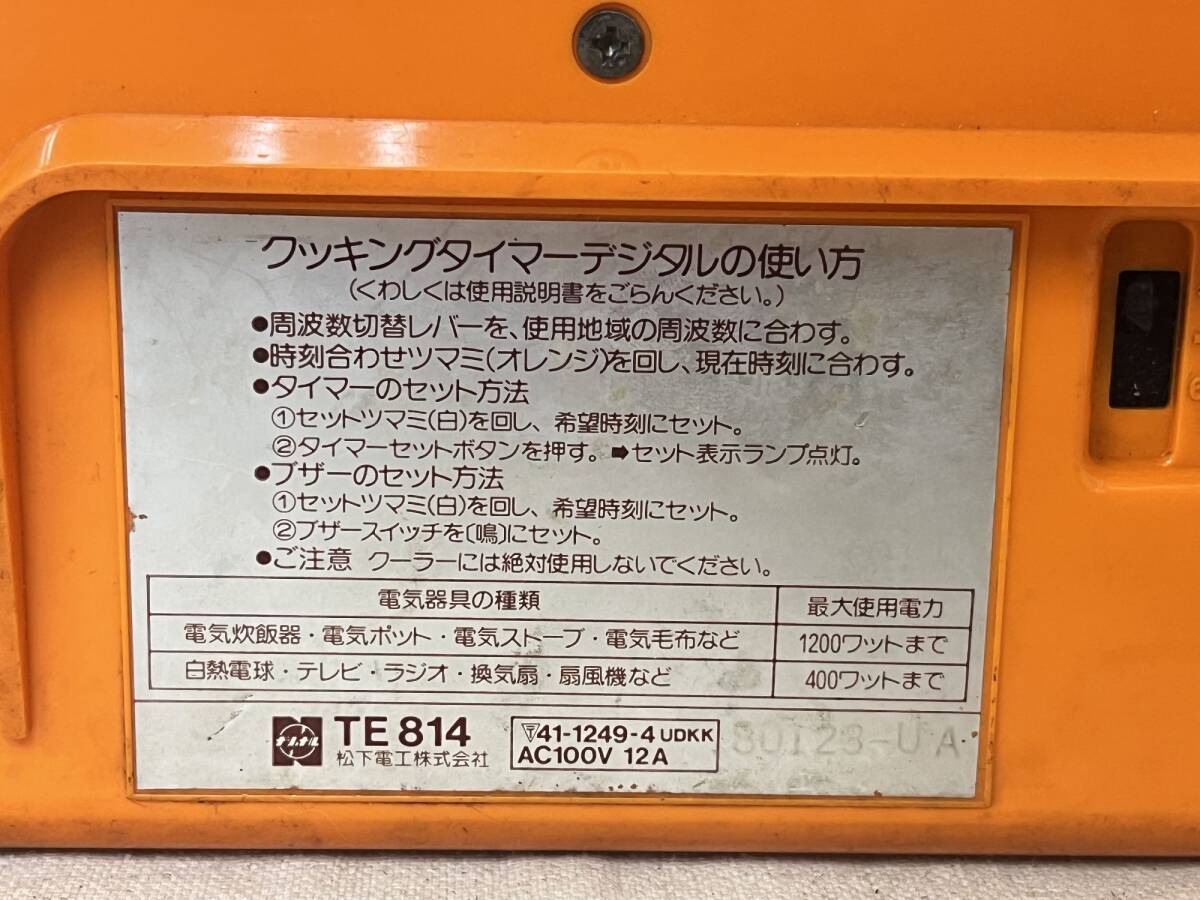 クッキングタイマーデジタルの使い方
(くわしくは使用説明書をごらんください。)
●周波数切替レバーを、使用地域の周波数に合わす。
●時刻合わせツマミ(オレンジ)を回し、現在時刻に合わす。
●タイマーのセット方法
①セットツマミ(白)を回し、希望時刻にセット。
②タイマーセットボタンを押す。➡セット表示ランプ点灯。
●ブザーのセット方法
①セットツマミ(白)を回し、希望時刻にセット。
②ブザースイッチを〔鳴〕にセット。
●ご注意 クーラーには絶対使用しないでください。
電気器具の種類 最大使用電力
電気炊飯器・電気ポット・電気ストーブ・電気毛布など 1200ワットまで
白熱電球・テレビ・ラジオ・換気扇・扇風機など 400ワットまで
ナショナル TE 814 41-1249-4 UDKK
松下電工株式会社 AC100V 12A